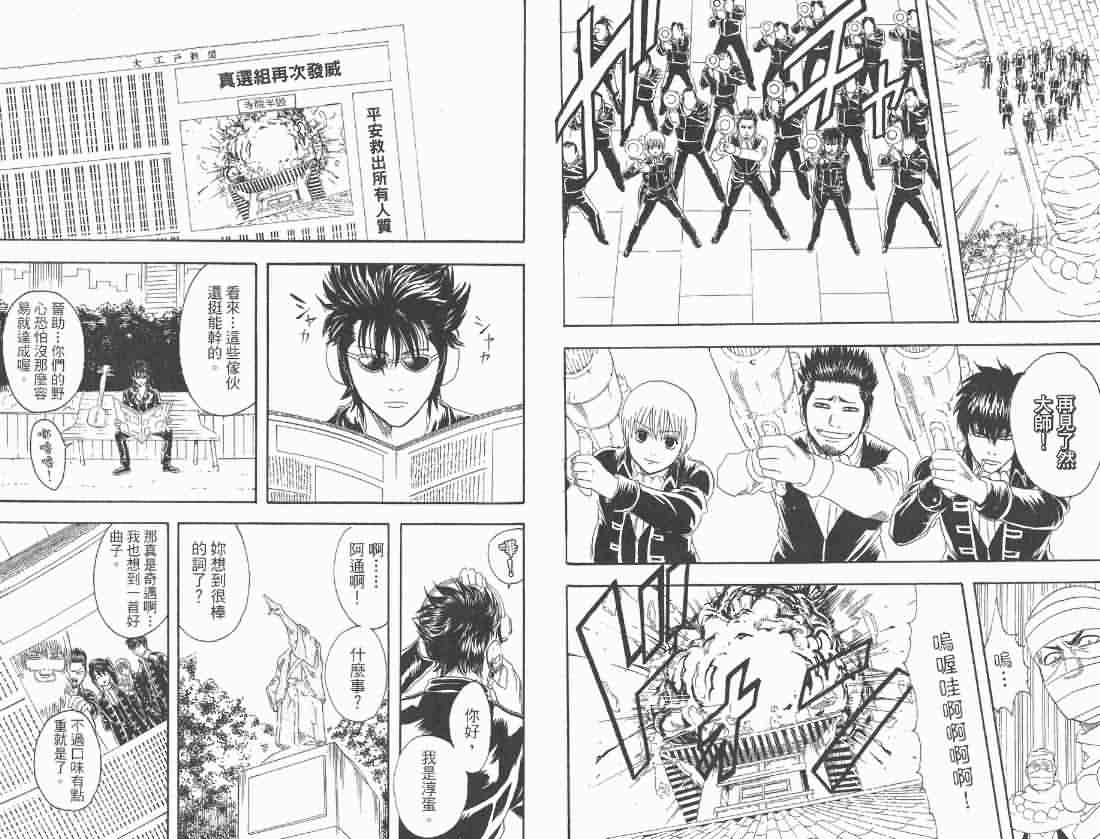 再見了然
大師！
嗚…
嗚喔哇啊啊啊啊！
大江戶新聞
真選組再次發威
寺院半毀
平安救出所有人質
看來…這些傢伙
還挺能幹的。
晉助…你們的野
心恐怕沒那麼容
易就達成喔。
嘟嚕嚕！
嗶！
你好，
我是淳蛋。
啊……
阿通啊！
什麼事？
妳想到很棒
的詞了？
那真是奇遇啊…
我也想到一首好
曲子。
不過口味有點
重就是了。